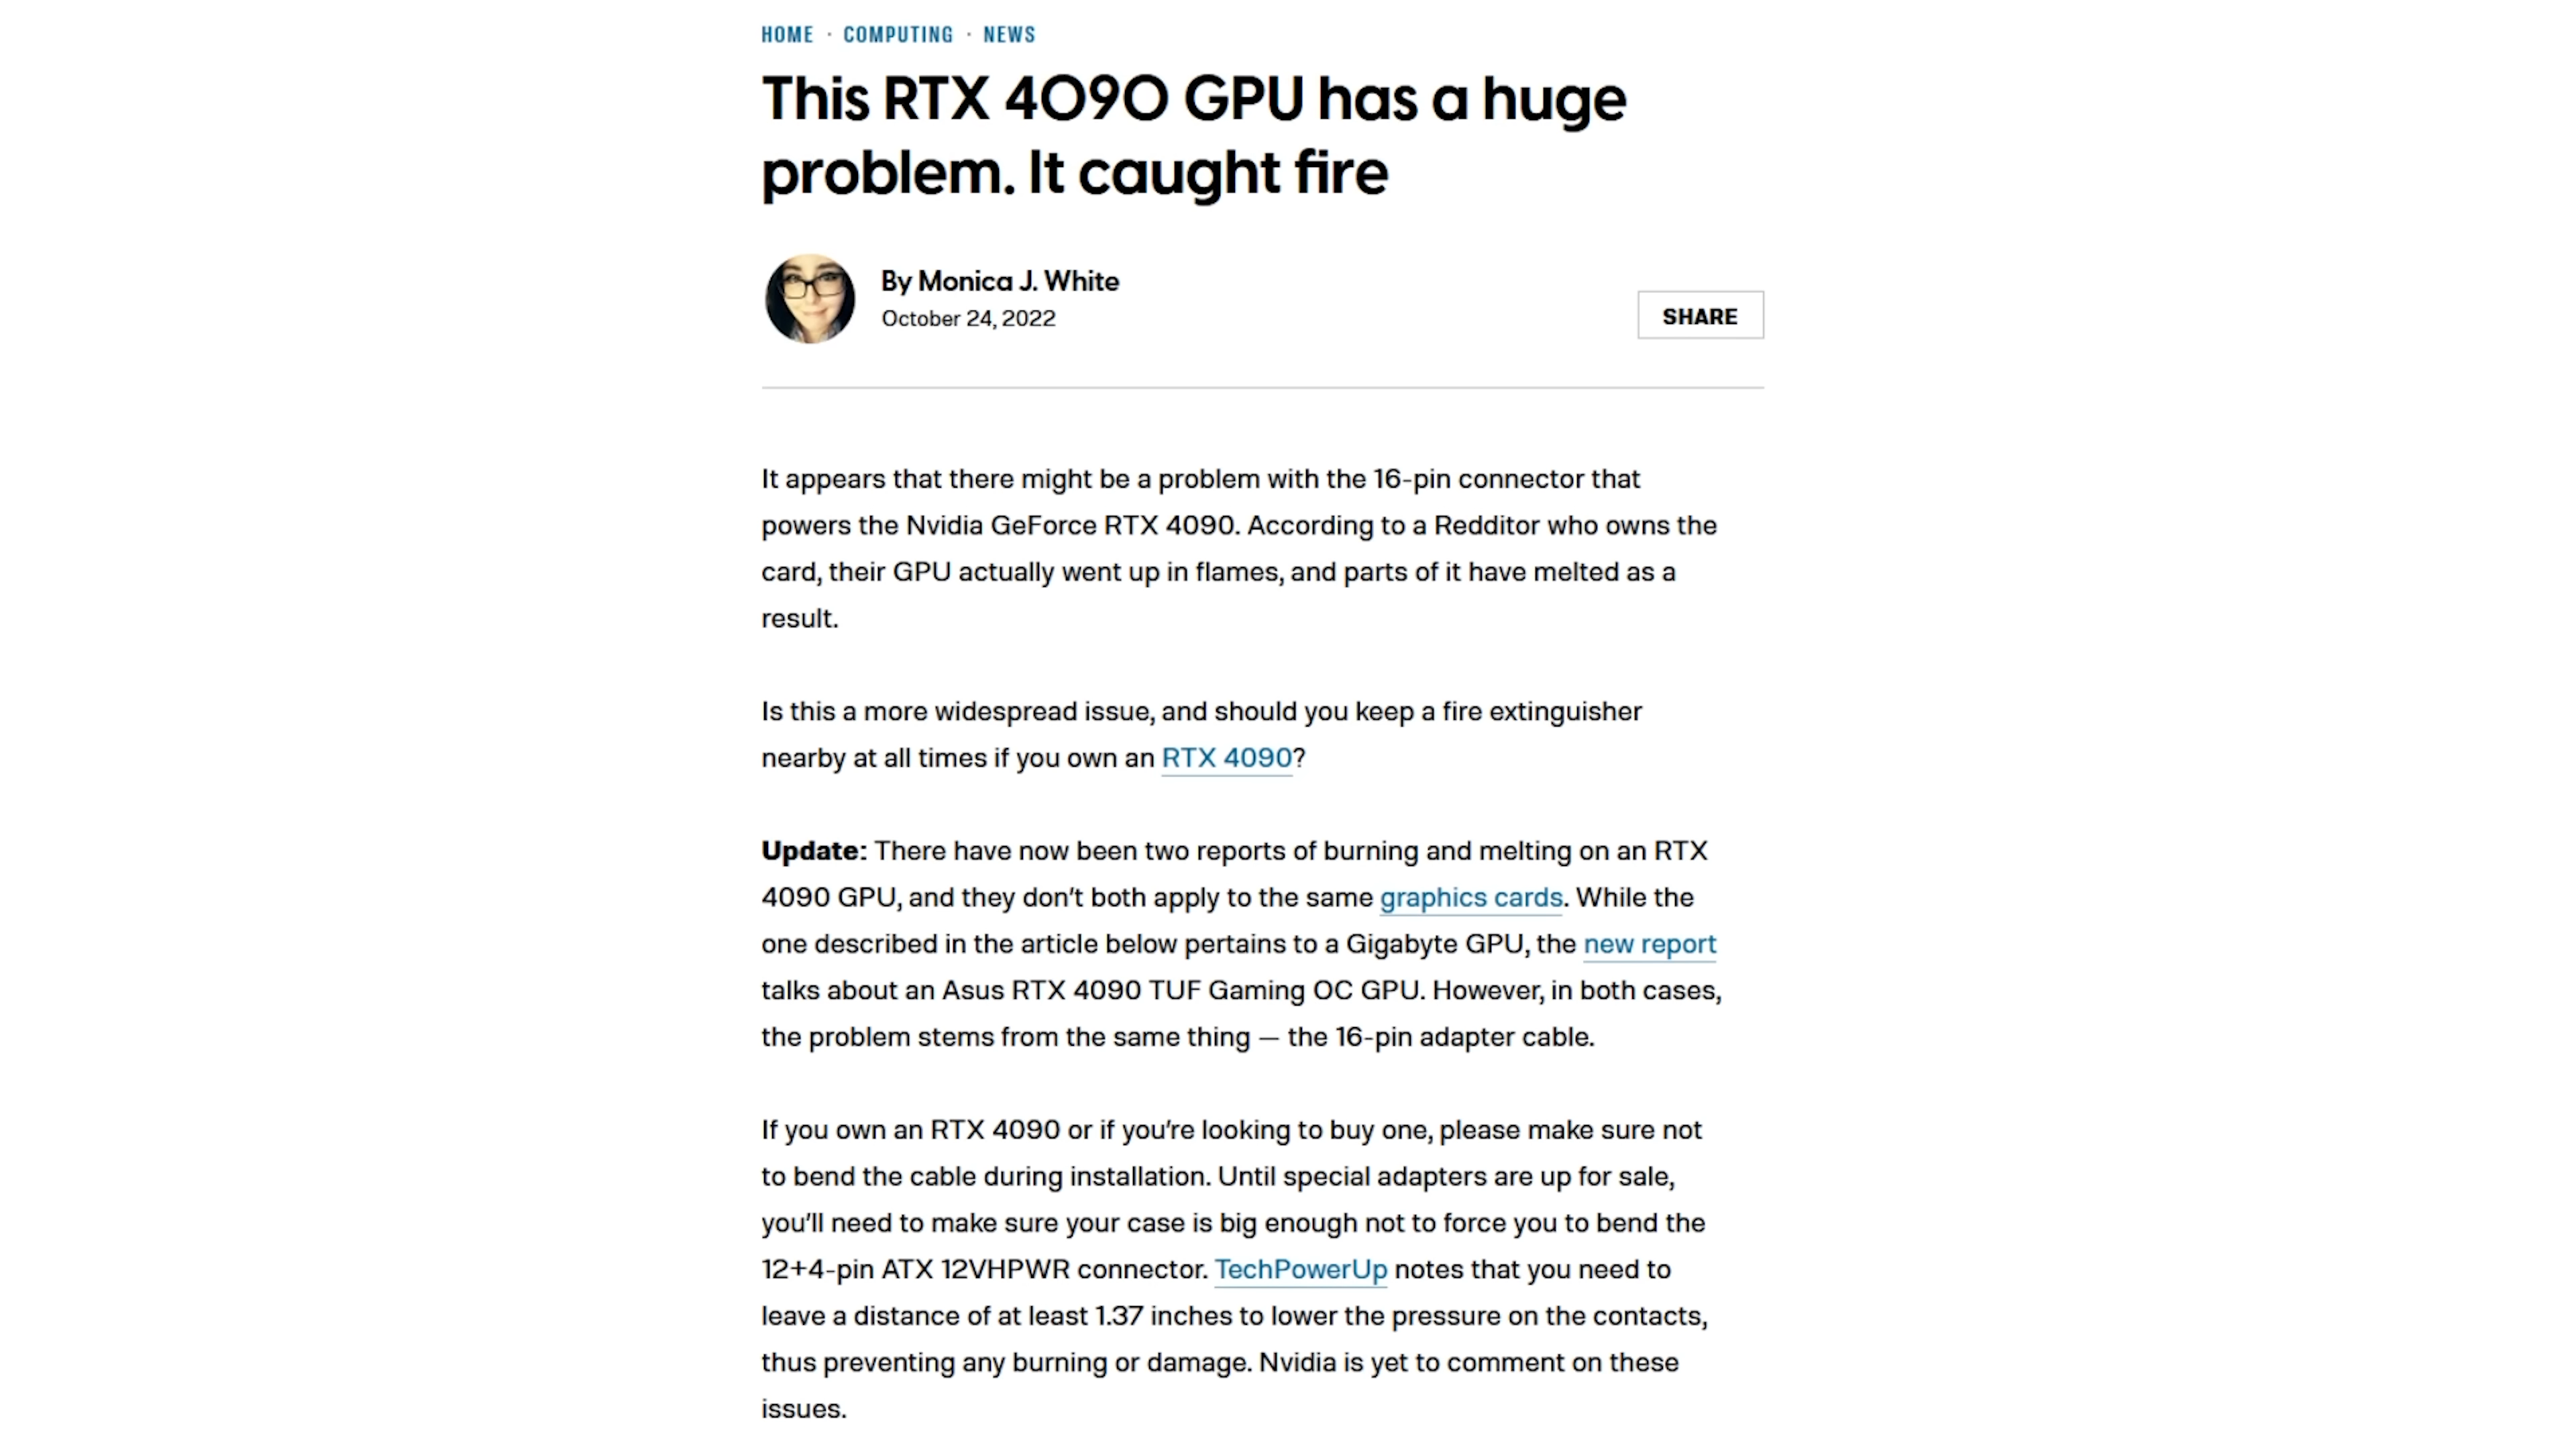 HOME · COMPUTING · NEWS
This RTX 4090 GPU has a huge
problem. It caught fire
By Monica J. White
October 24, 2022
SHARE
It appears that there might be a problem with the 16-pin connector that
powers the Nvidia GeForce RTX 4090. According to a Redditor who owns the
card, their GPU actually went up in flames, and parts of it have melted as a
result.
Is this a more widespread issue, and should you keep a fire extinguisher
nearby at all times if you own an RTX 4090?
Update: There have now been two reports of burning and melting on an RTX
4090 GPU, and they don’t both apply to the same graphics cards. While the
one described in the article below pertains to a Gigabyte GPU, the new report
talks about an Asus RTX 4090 TUF Gaming OC GPU. However, in both cases,
the problem stems from the same thing — the 16-pin adapter cable.
If you own an RTX 4090 or if you’re looking to buy one, please make sure not
to bend the cable during installation. Until special adapters are up for sale,
you’ll need to make sure your case is big enough not to force you to bend the
12+4-pin ATX 12VHPWR connector. TechPowerUp notes that you need to
leave a distance of at least 1.37 inches to lower the pressure on the contacts,
thus preventing any burning or damage. Nvidia is yet to comment on these
issues.